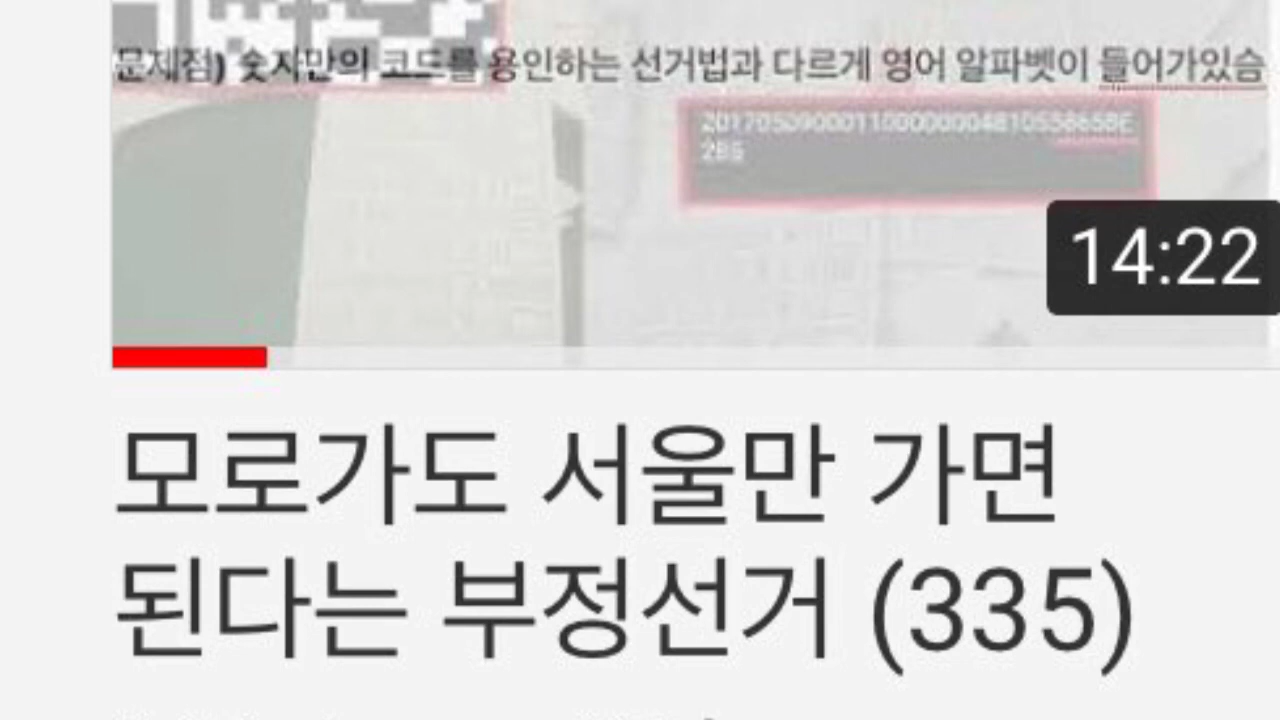 문제점) 숫자만의 코드를 용인하는 선거법과 다르게 영어 알파벳이 들어가있슴
285
14:22
모로가도 서울만 가면
된다는 부정선거 (335)